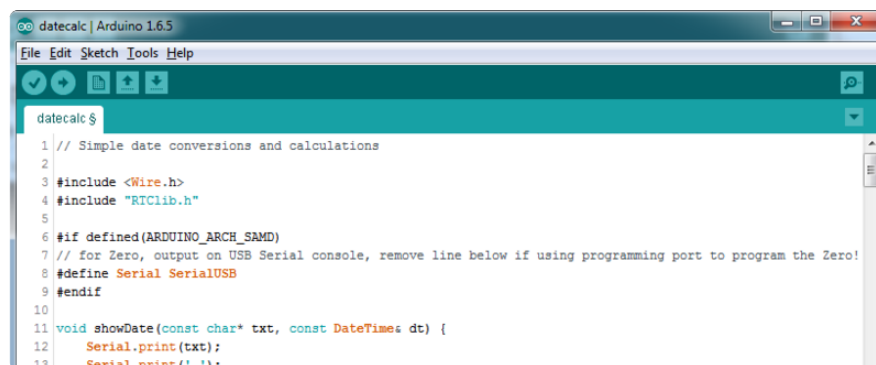 datecalc | Arduino 1.6.5
File Edit Sketch Tools Help
datecalc §
1 // Simple date conversions and calculations
2
3 #include <Wire.h>
4 #include "RTClib.h"
5
6 #if defined(ARDUINO_ARCH_SAMD)
7 // for Zero, output on USB Serial console, remove line below if using programming port to program the Zero!
8 #define Serial SerialUSB
9 #endif
10
11 void showDate(const char* txt, const DateTime& dt) {
12     Serial.print(txt);
13     Serial.print(' ');